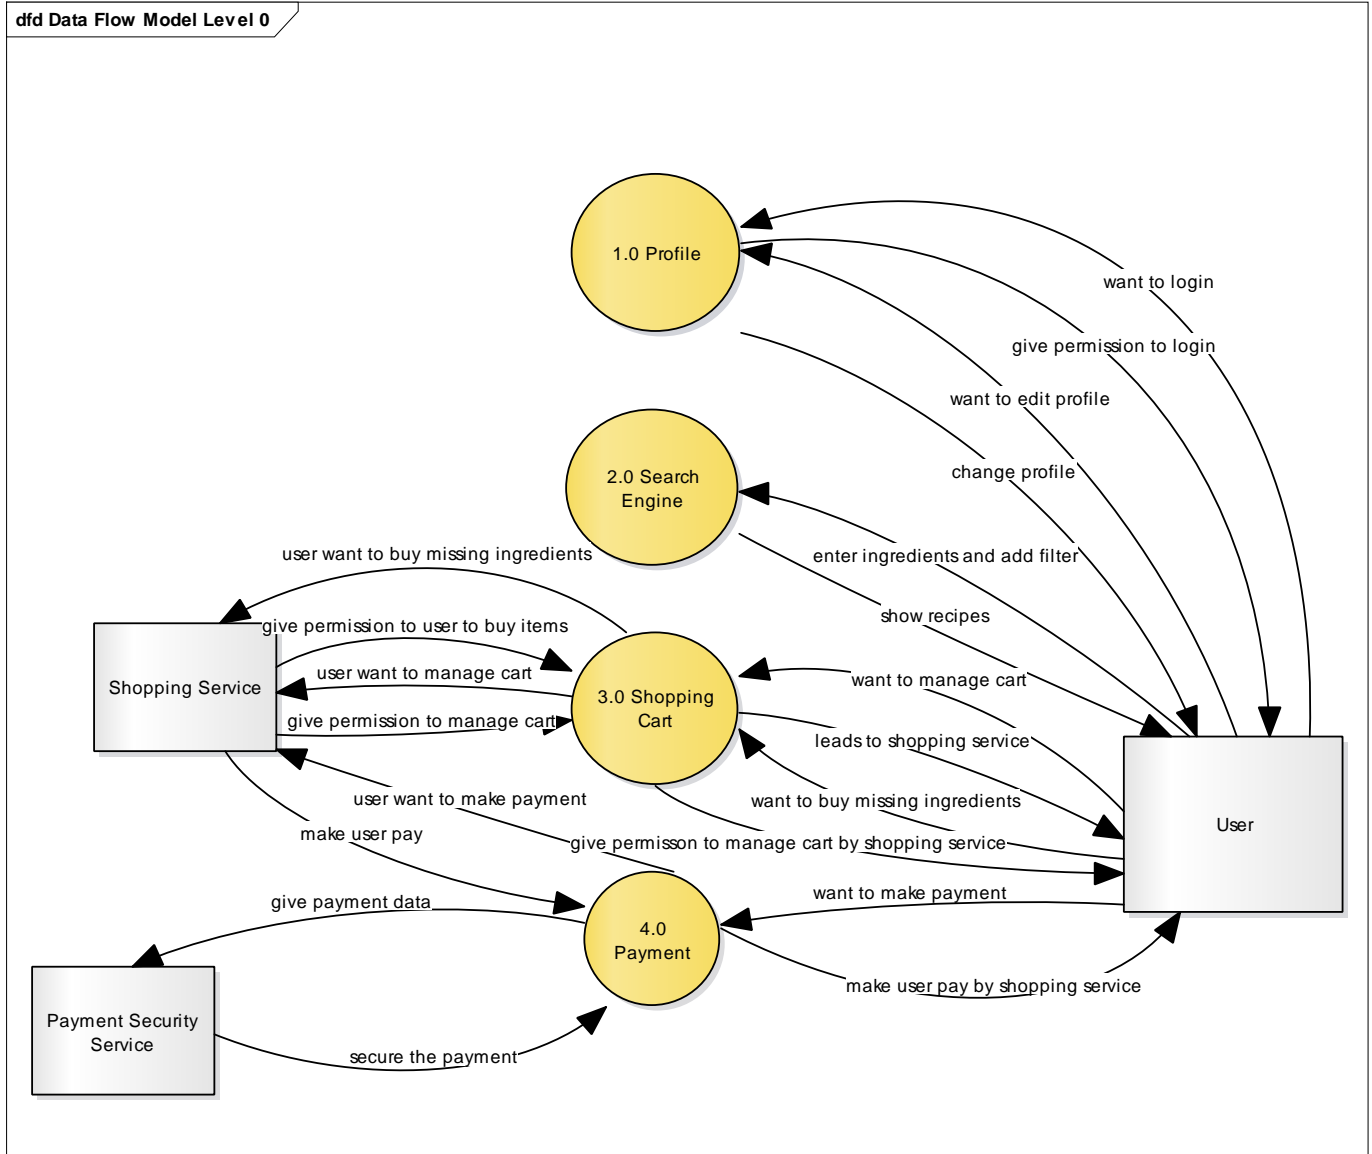 dfd Data Flow Model Level 0
1.0 Profile
want to login
give permission to login
want to edit profile
change profile
2.0 Search
Engine
enter ingredients and add filter
show recipes
user want to buy missing ingredients
give permission to user to buy items
Shopping Service
user want to manage cart
give permission to manage cart
3.0 Shopping
Cart
want to manage cart
leads to shopping service
want to buy missing ingredients
give permisson to manage cart by shopping service
User
user want to make payment
make user pay
want to make payment
give payment data
4.0
Payment
make user pay by shopping service
Payment Security
Service
secure the payment